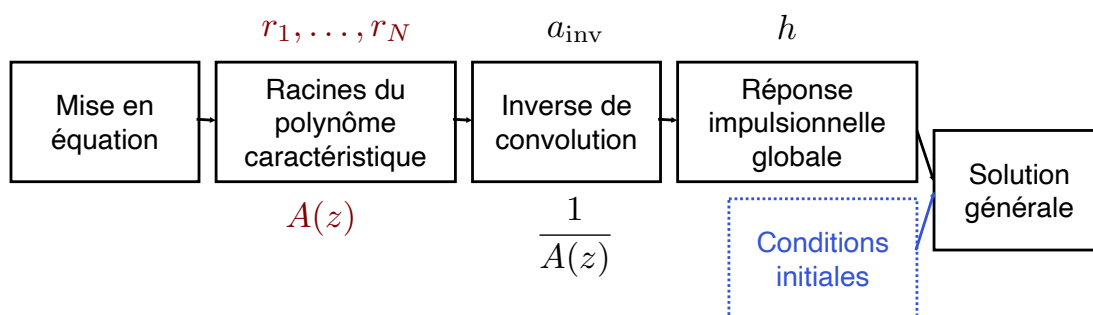 r_1, . . . , r_N
a_inv
h
Mise en
équation
Racines du
polynôme
caractéristique
Inverse de
convolution
Réponse
impulsionnelle
globale
Solution
générale
A(z)
1
A(z)
Conditions
initiales